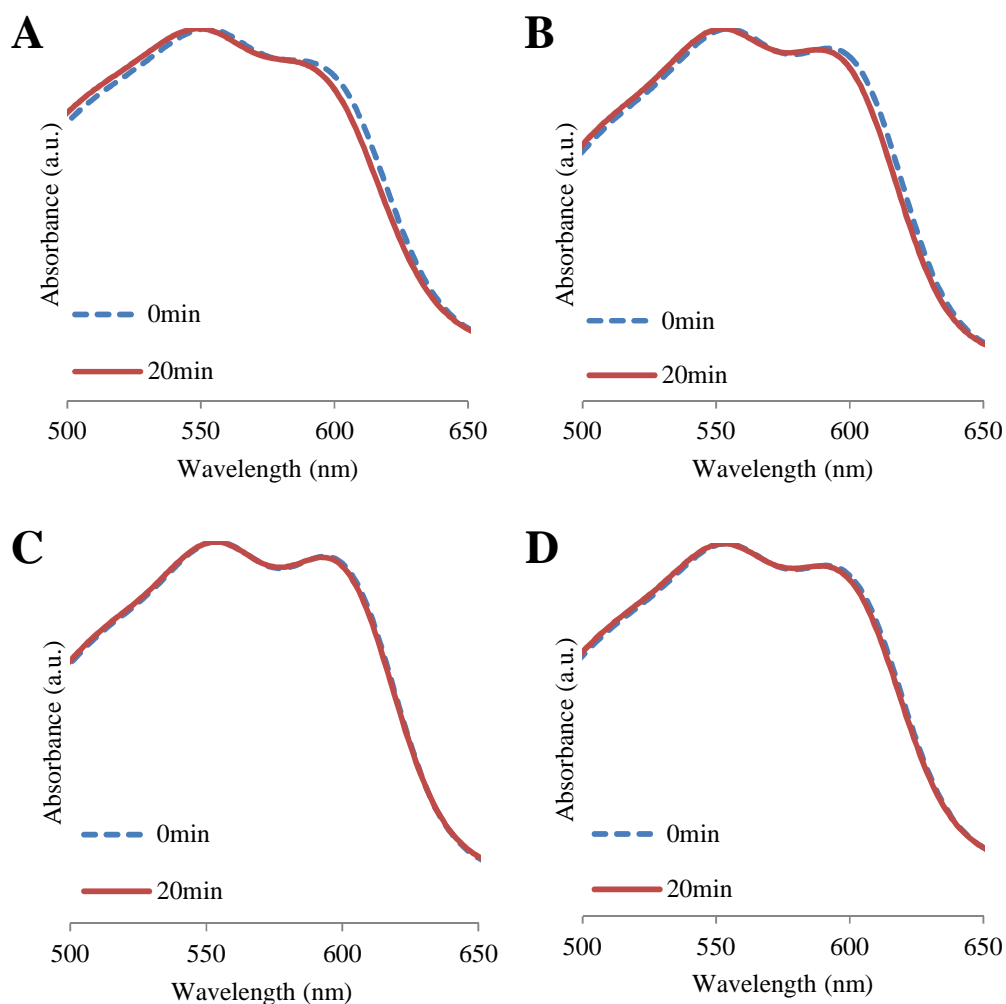 A
Absorbance (a.u.)
0min
20min
500 550 600 650
Wavelength (nm)
B
Absorbance (a.u.)
0min
20min
500 550 600 650
Wavelength (nm)
C
Absorbance (a.u.)
0min
20min
500 550 600 650
Wavelength (nm)
D
Absorbance (a.u.)
0min
20min
500 550 600 650
Wavelength (nm)